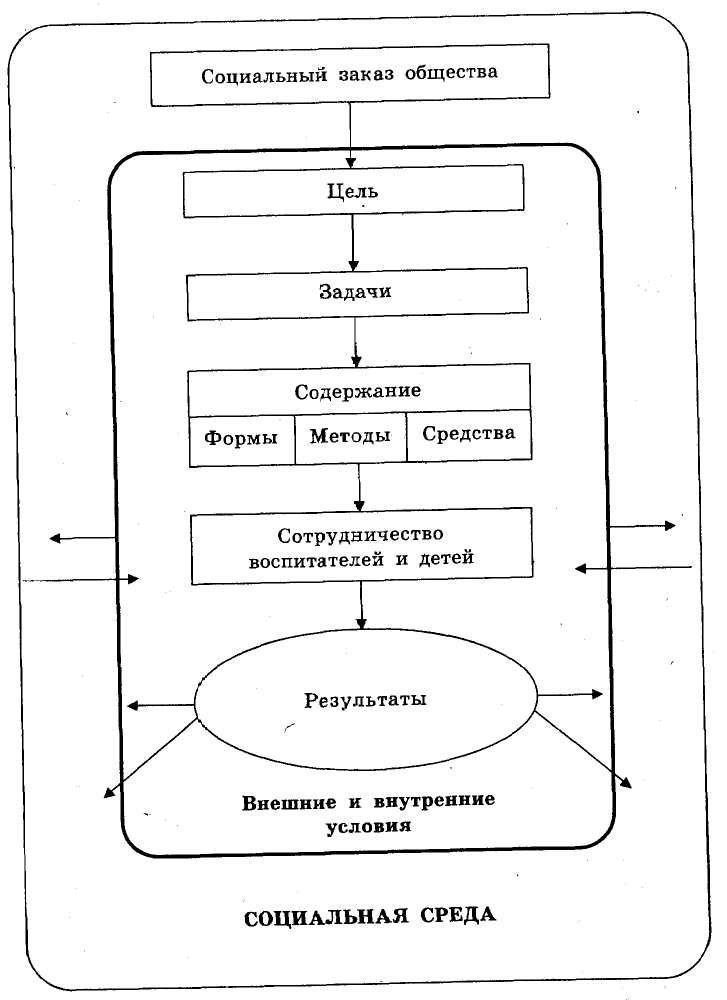 Социальный заказ общества
Цель
Задачи
Содержание
Формы
Методы
Средства
Сотрудничество
воспитателей и детей
Результаты
Внешние и внутренние
условия
СОЦИАЛЬНАЯ СРЕДА